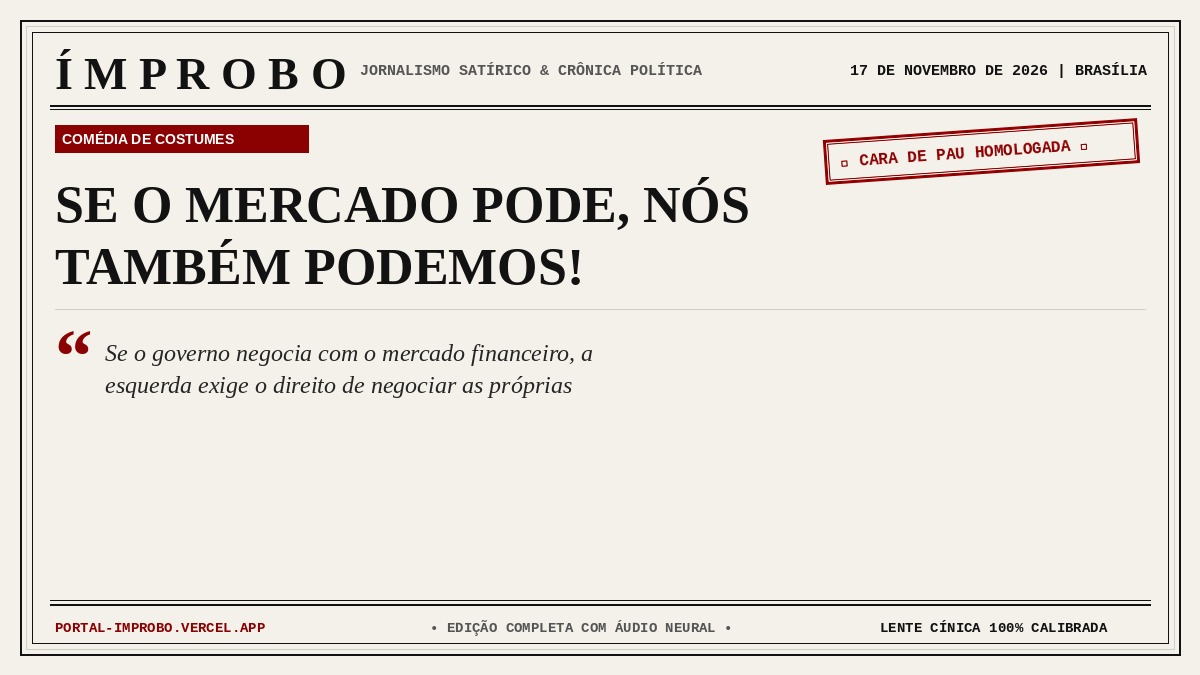 ÍMPROBO JORNALISMO SATÍRICO & CRÔNICA POLÍTICA 17 DE NOVEMBRO DE 2026 | BRASÍLIA
COMÉDIA DE COSTUMES
CARA DE PAU HOMOLOGADA
SE O MERCADO PODE, NÓS
TAMBÉM PODEMOS!
“ Se o governo negocia com o mercado financeiro, a
esquerda exige o direito de negociar as próprias
PORTAL-IMPROBO.VERCEL.APP • EDIÇÃO COMPLETA COM ÁUDIO NEURAL • LENTE CÍNICA 100% CALIBRADA